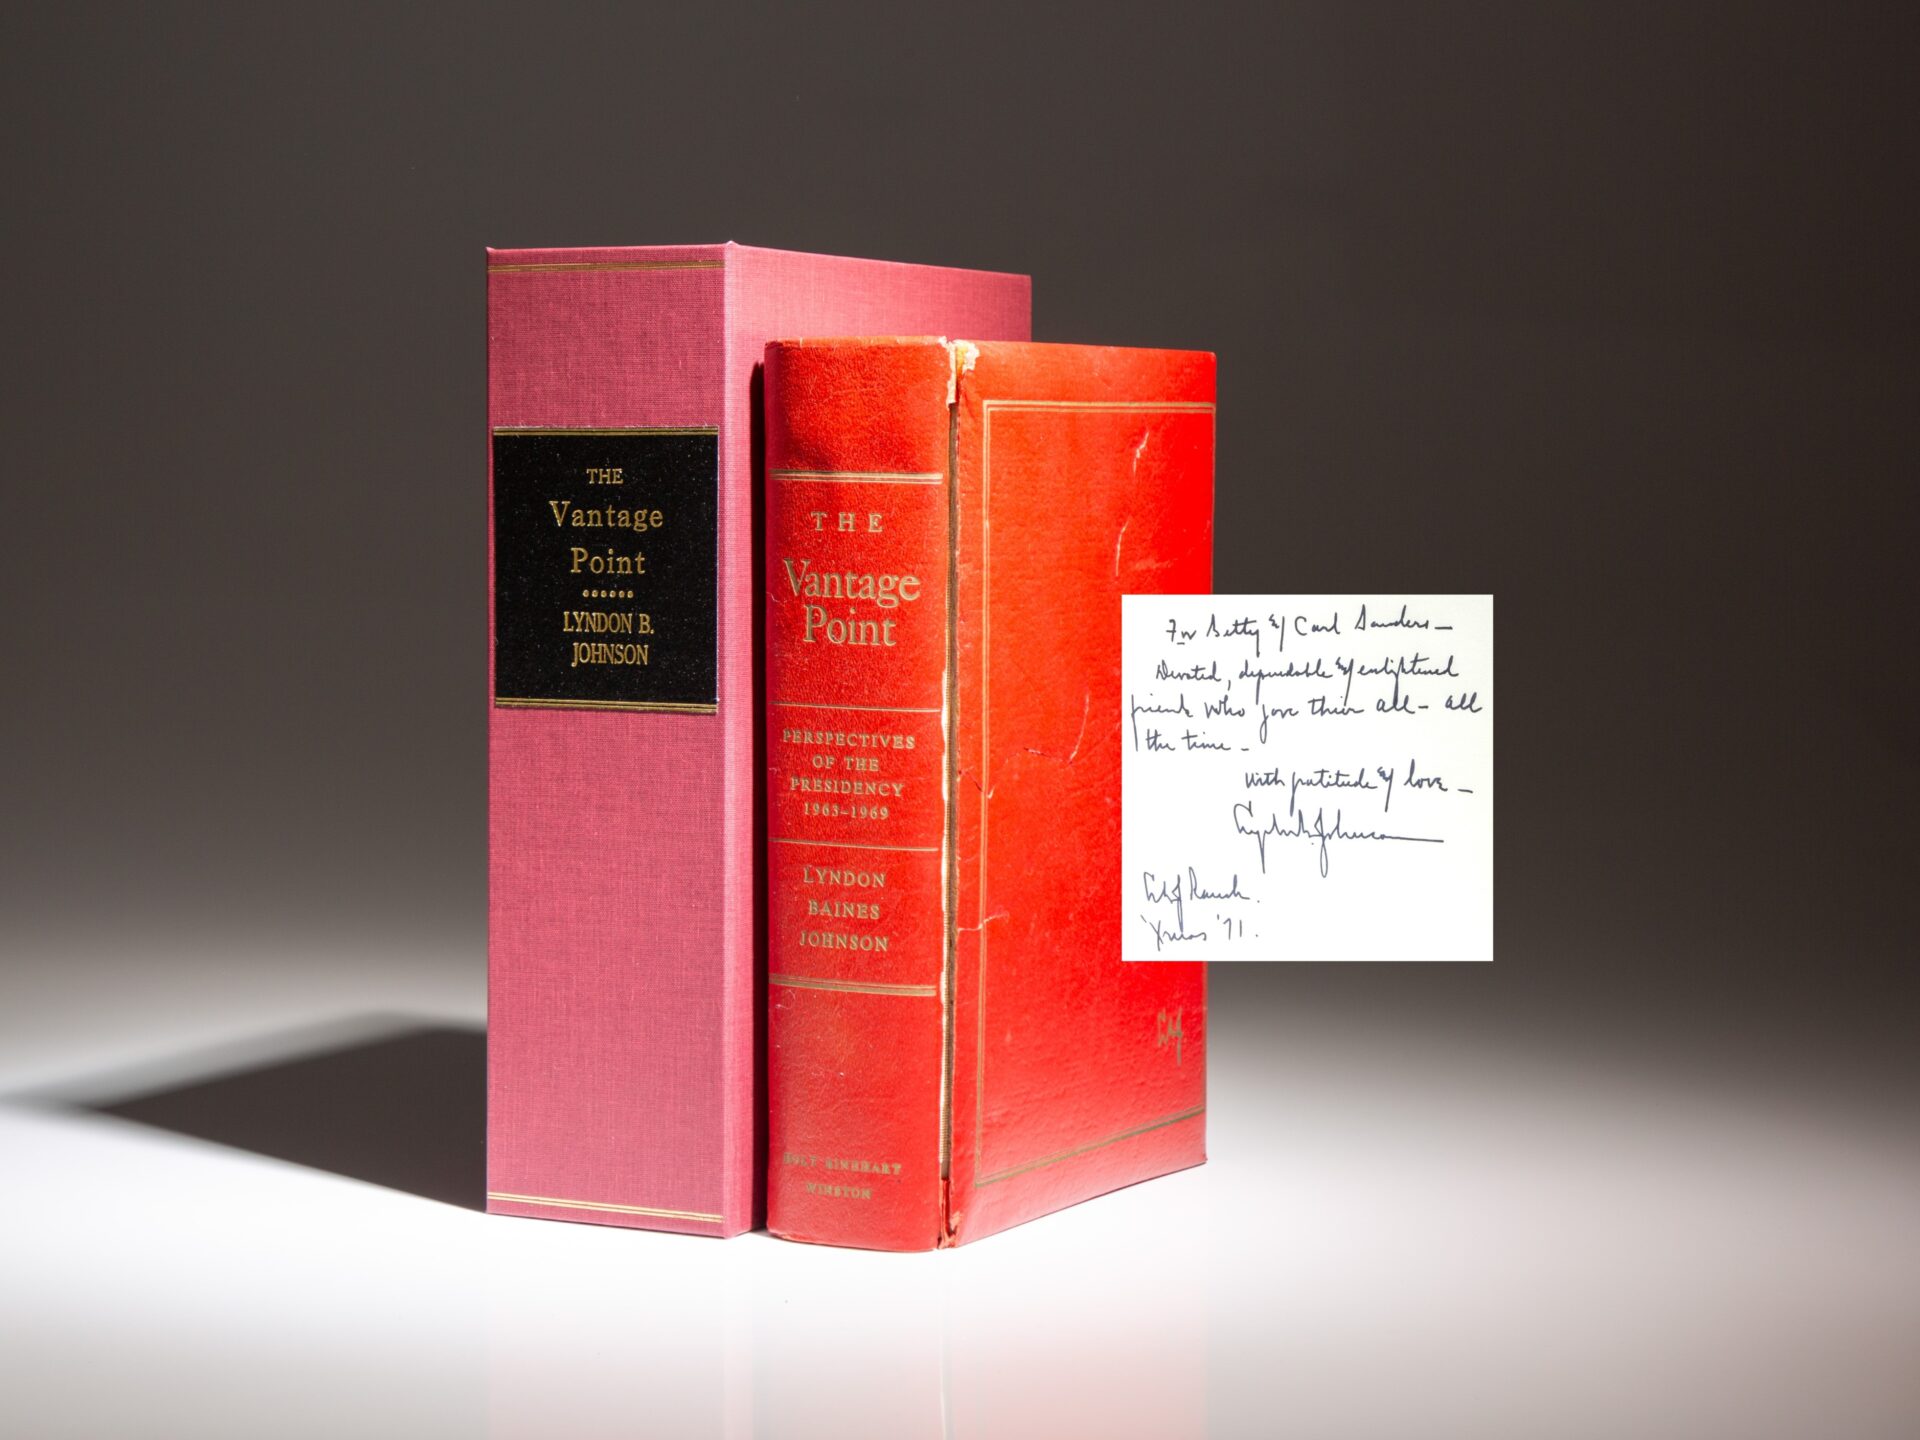 THE
Vantage
Point
LYNDON B.
JOHNSON
THE
Vantage
Point
PERSPECTIVES
OF THE
PRESIDENCY
1963–1969
LYNDON
BAINES
JOHNSON
HOLT RINEHART
WINSTON
LBJ
For Betty & Carl Sanders—
Devoted, dependable & enlightened
friends who gave their all – all
the time –
With gratitude & love –
Lyndon B. Johnson
LBJ Ranch.
'Xmas' '71.